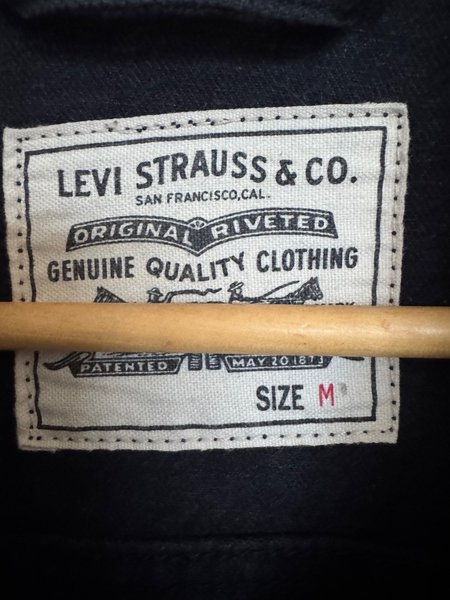 LEVI STRAUSS & CO.
SAN FRANCISCO, CAL.
ORIGINAL RIVETED
GENUINE QUALITY CLOTHING
PATENTED MAY 20 1873
SIZE M